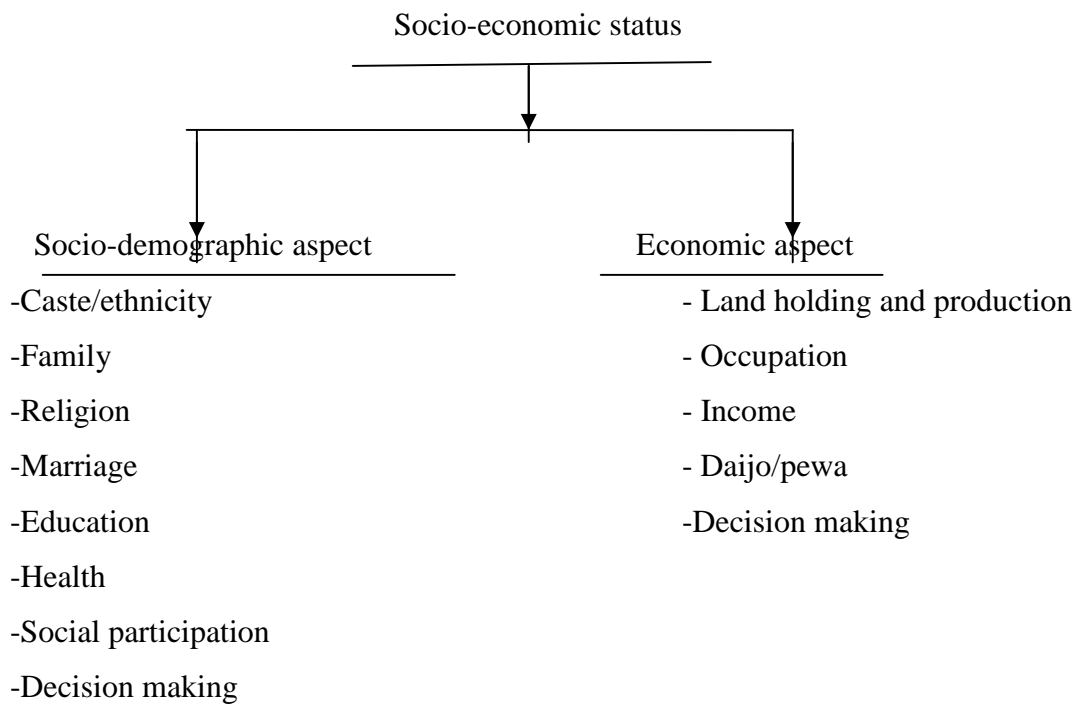 Socio-economic status
Socio-demographic aspect
-Caste/ethnicity
-Family
-Religion
-Marriage
-Education
-Health
-Social participation
-Decision making
Economic aspect
- Land holding and production
- Occupation
- Income
- Daijo/pewa
-Decision making